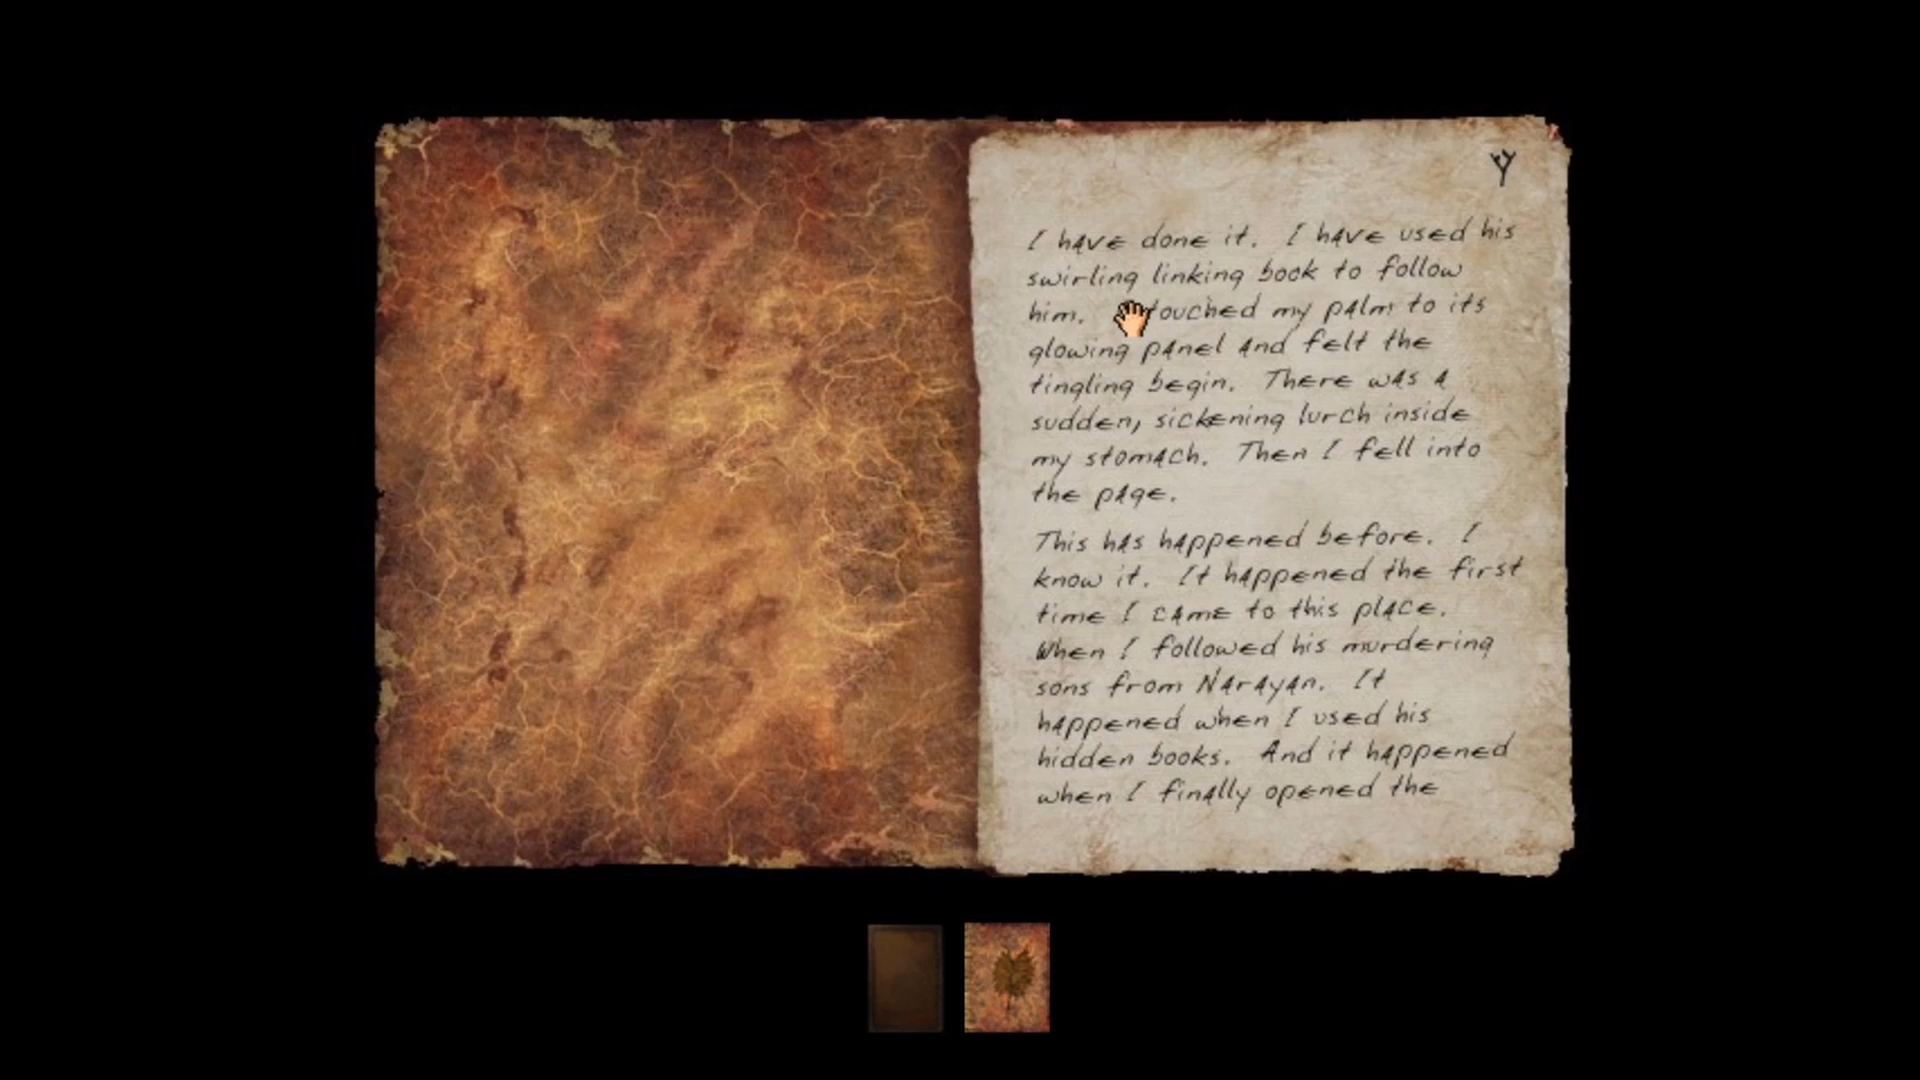 I have done it. I have used his
swirling linking book to follow
him. touched my palm to its
glowing panel and felt the
tingling begin. There was a
sudden, sickening lurch inside
my stomach. Then I fell into
the page.
This has happened before. I
know it. It happened the first
time I came to this place.
When I followed his murdering
sons from Narayan. It
happened when I used his
hidden books. And it happened
when I finally opened the